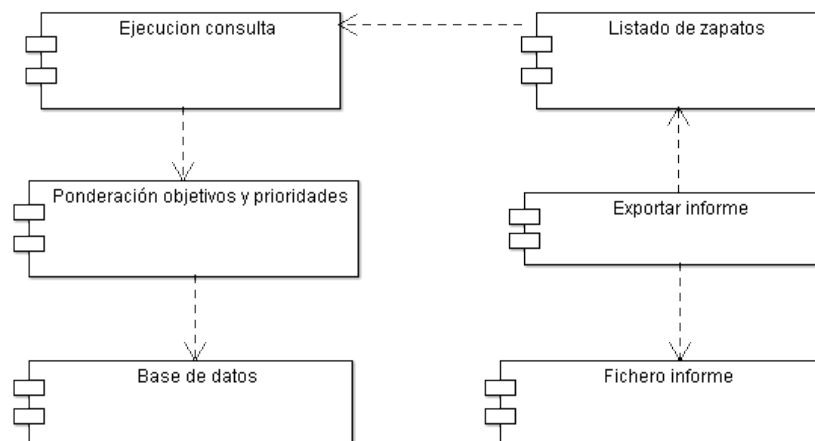 Ejecucion consulta
Listado de zapatos
Ponderación objetivos y prioridades
Exportar informe
Base de datos
Fichero informe